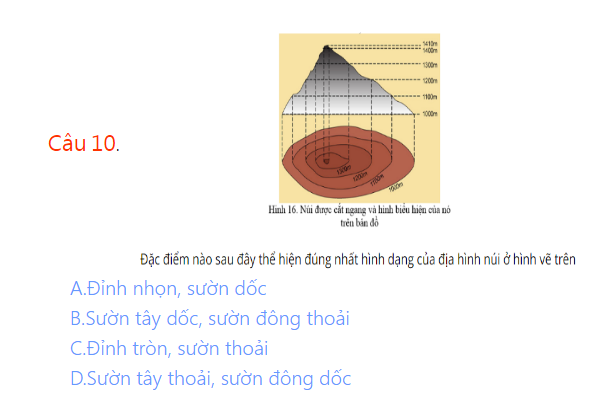 1410m
1400m
1300m
1200m
1100m
1000m
Câu 10.
1300m
1200m
1100m
1000m
Hình 16. Núi được cắt ngang và hình biểu hiện của nó
trên bản đồ
Đặc điểm nào sau đây thể hiện đúng nhất hình dạng của địa hình núi ở hình vẽ trên
A.Đỉnh nhọn, sườn dốc
B.Sườn tây dốc, sườn đông thoải
C.Đỉnh tròn, sườn thoải
D.Sườn tây thoải, sườn đông dốc